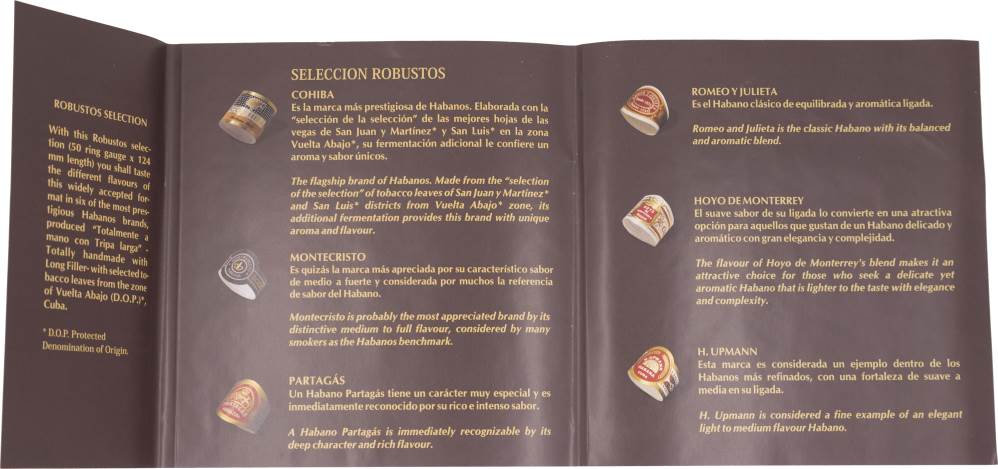 ROBUSTOS SELECTION
With this Robustos selec-
tion (50 ring gauge x 124
mm length) you shall taste
the different flavours of
this widely accepted for-
mat in six of the most pres-
tigious Habanos brands,
produced "Totalmente a
mano con Tripa larga" -
Totally handmade with
Long Filler- with selected to-
bacco leaves from the zone
of Vuelta Abajo (D.O.P.)*,
Cuba.
* D.O.P. Protected
Denomination of Origin.
SELECCION ROBUSTOS
COHIBA
Es la marca más prestigiosa de Habanos. Elaborada con la
"selección de la selección" de las mejores hojas de las
vegas de San Juan y Martínez* y San Luis* en la zona
Vuelta Abajo*, su fermentación adicional le confiere un
aroma y sabor únicos.
The flagship brand of Habanos. Made from the "selection
of the selection" of tobacco leaves of San Juan y Martínez*
and San Luis* districts from Vuelta Abajo* zone, its
additional fermentation provides this brand with unique
aroma and flavour.
MONTECRISTO
Es quizás la marca más apreciada por su característico sabor
de medio a fuerte y considerada por muchos la referencia
de sabor del Habano.
Montecristo is probably the most appreciated brand by its
distinctive medium to full flavour, considered by many
smokers as the Habanos benchmark.
PARTAGÁS
Un Habano Partagás tiene un carácter muy especial y es
inmediatamente reconocido por su rico e intenso sabor.
A Habano Partagás is immediately recognizable by its
deep character and rich flavour.
ROMEO Y JULIETA
Es el Habano clásico de equilibrada y aromática ligada.
Romeo and Julieta is the classic Habano with its balanced
and aromatic blend.
HOYO DE MONTERREY
El suave sabor de su ligada lo convierte en una atractiva
opción para aquellos que gustan de un Habano delicado y
aromático con gran elegancia y complejidad.
The flavour of Hoyo de Monterrey's blend makes it an
attractive choice for those who seek a delicate yet
aromatic Habano that is lighter to the taste with elegance
and complexity.
H. UPMANN
Esta marca es considerada un ejemplo dentro de los
Habanos más refinados, con una fortaleza de suave a
media en su ligada.
H. Upmann is considered a fine example of an elegant
light to medium flavour Habano.